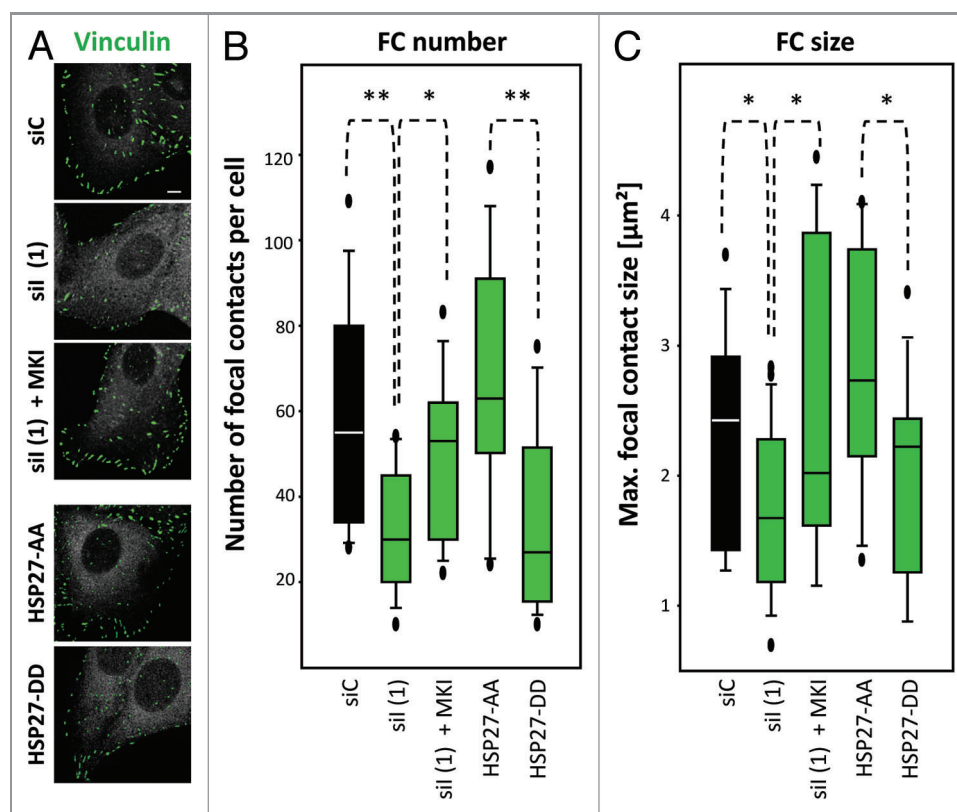 A
Vinculin
siC
siI (1)
siI (1) + MKI
HSP27-AA
HSP27-DD
B
FC number
Number of focal contacts per cell
120
100
80
60
40
20
**
*
**
siC
siI (1)
siI (1) + MKI
HSP27-AA
HSP27-DD
C
FC size
Max. focal contact size [µm²]
4
3
2
1
*
*
*
siC
siI (1)
siI (1) + MKI
HSP27-AA
HSP27-DD